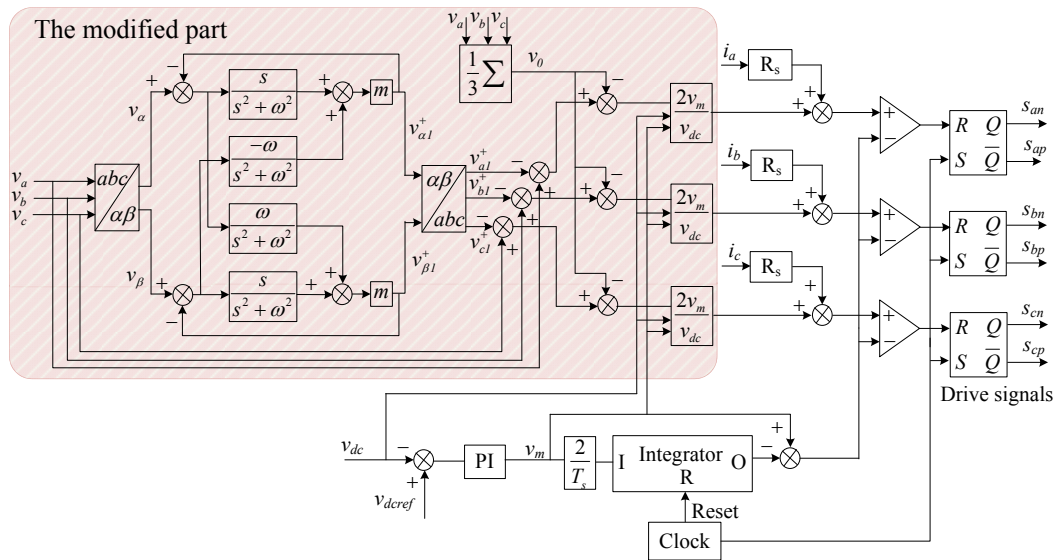 The modified part
v_a v_b v_c
1/3 ∑
v_0
i_a
R_s
2v_m
v_dc
s/(s^2 + ω^2)
m
v_α
v_α1^+
-ω/(s^2 + ω^2)
R Q
S Q̅
s_an
s_ap
i_b
R_s
v_a
v_b
v_c
abc
αβ
αβ
abc
v_a1^+
v_b1^+
v_c1^+
2v_m
v_dc
ω/(s^2 + ω^2)
R Q
S Q̅
s_bn
s_bp
i_c
R_s
v_β
v_β1^+
s/(s^2 + ω^2)
m
2v_m
v_dc
R Q
S Q̅
s_cn
s_cp
Drive signals
v_dc
PI
v_m
2/T_s
I Integrator O
R
v_dcref
Reset
Clock